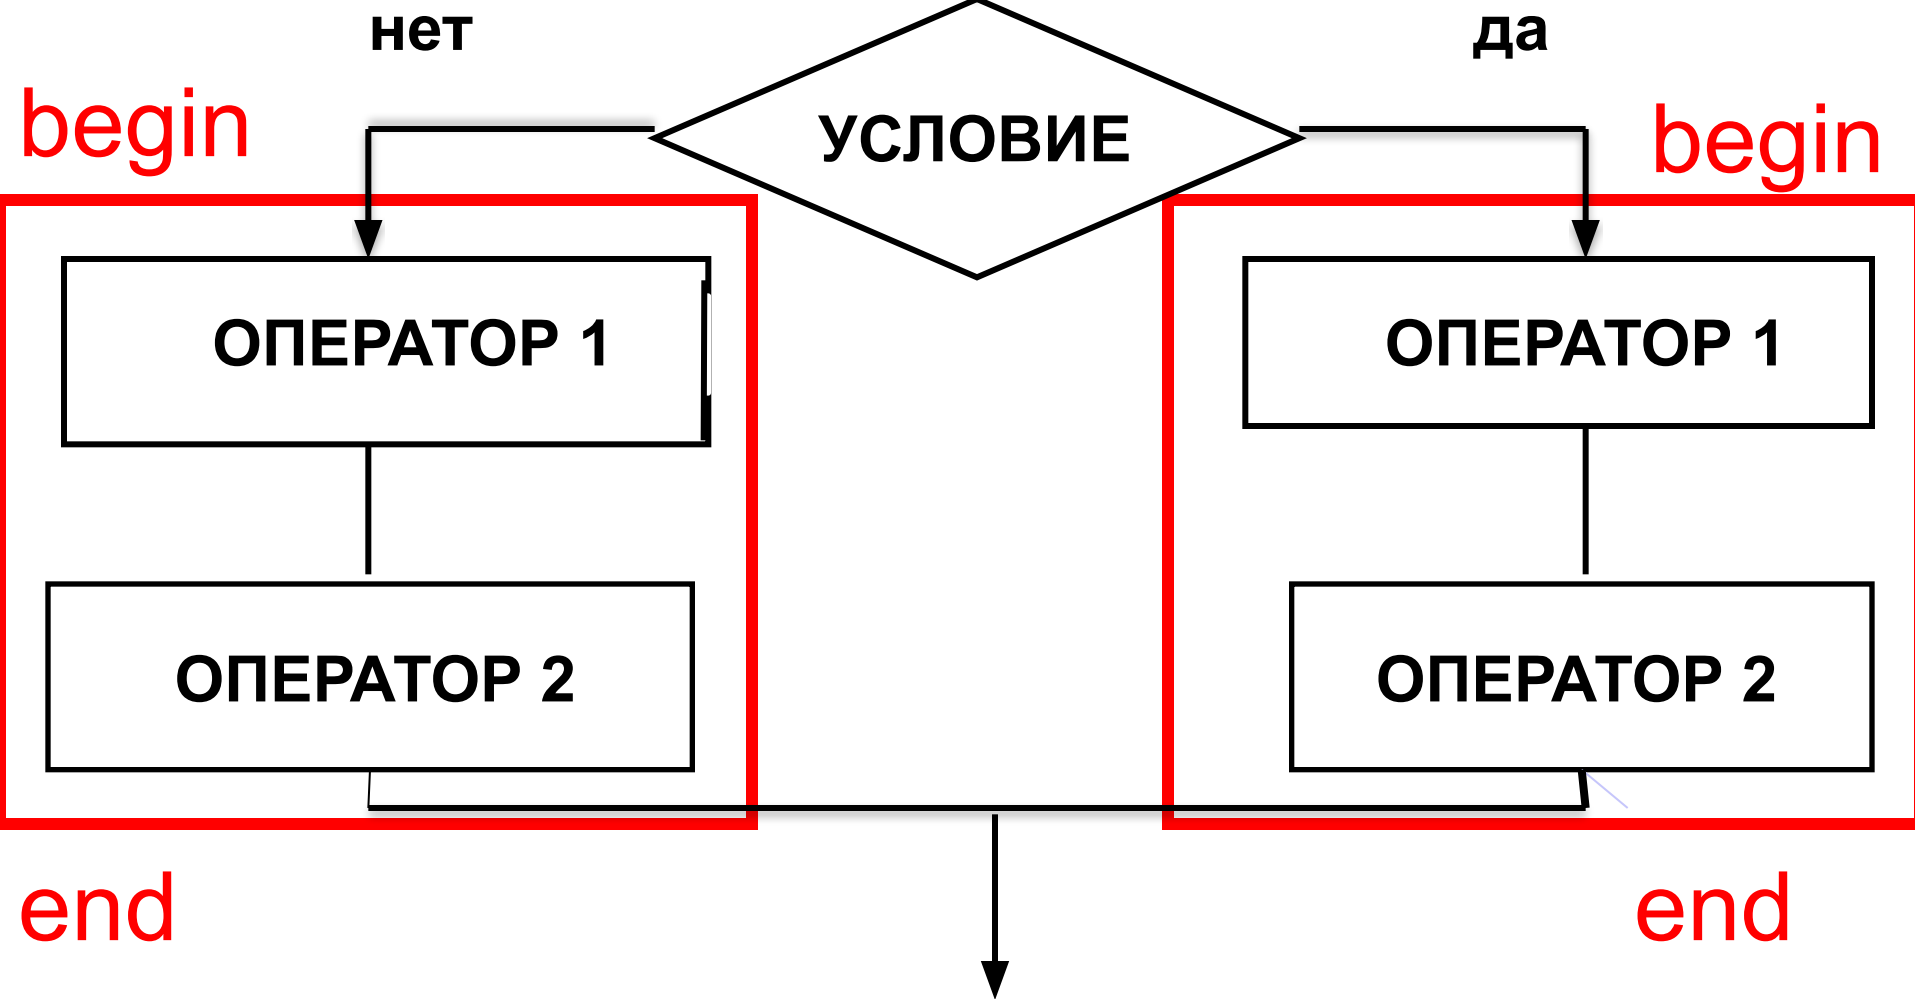 нет
да
begin
УСЛОВИЕ
begin
ОПЕРАТОР 1
ОПЕРАТОР 1
ОПЕРАТОР 2
ОПЕРАТОР 2
end
end